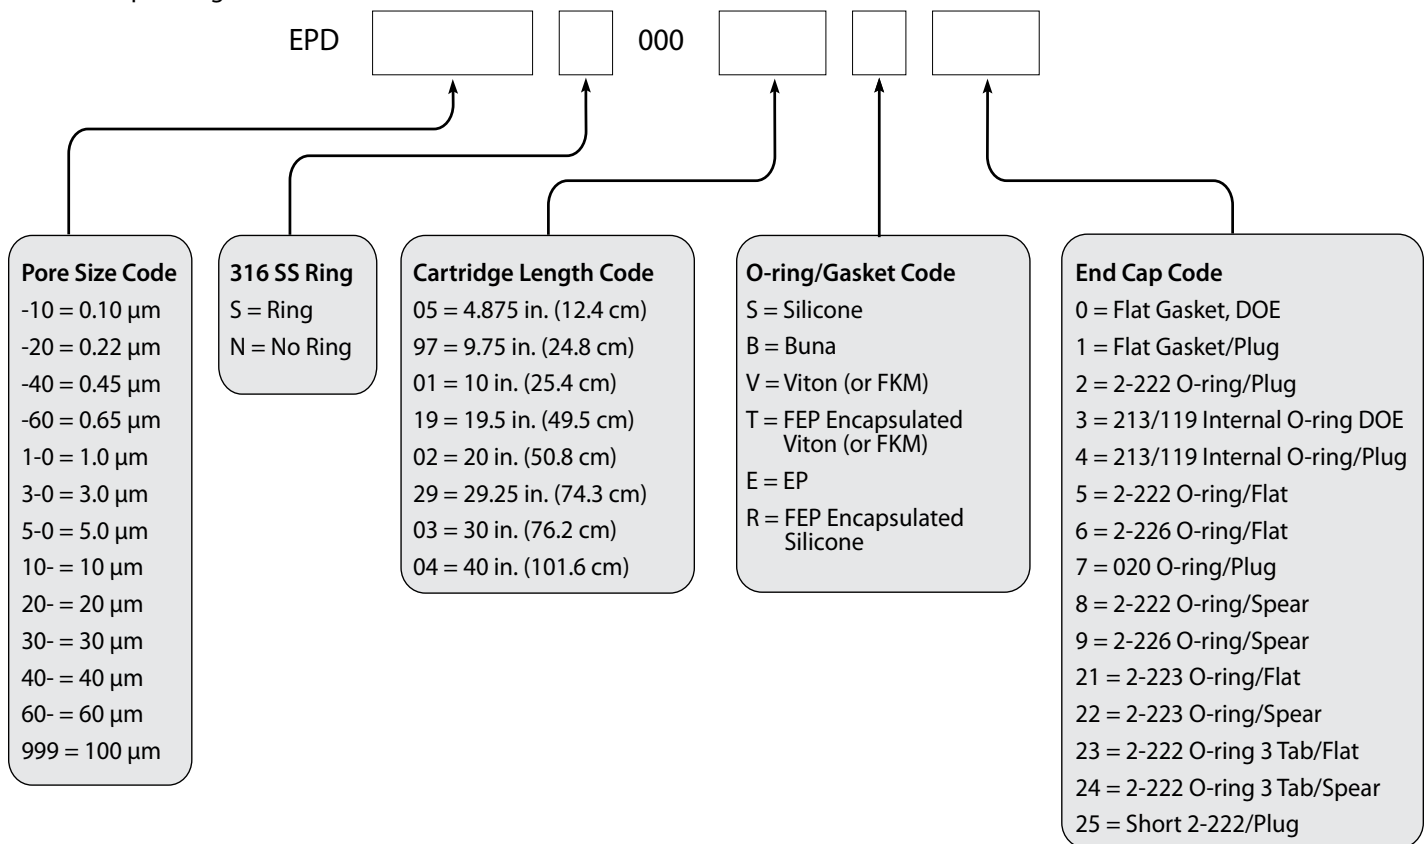 EPD 000
Pore Size Code
-10 = 0.10 µm
-20 = 0.22 µm
-40 = 0.45 µm
-60 = 0.65 µm
1-0 = 1.0 µm
3-0 = 3.0 µm
5-0 = 5.0 µm
10- = 10 µm
20- = 20 µm
30- = 30 µm
40- = 40 µm
60- = 60 µm
999 = 100 µm
316 SS Ring
S = Ring
N = No Ring
Cartridge Length Code
05 = 4.875 in. (12.4 cm)
97 = 9.75 in. (24.8 cm)
01 = 10 in. (25.4 cm)
19 = 19.5 in. (49.5 cm)
02 = 20 in. (50.8 cm)
29 = 29.25 in. (74.3 cm)
03 = 30 in. (76.2 cm)
04 = 40 in. (101.6 cm)
O-ring/Gasket Code
S = Silicone
B = Buna
V = Viton (or FKM)
T = FEP Encapsulated
Viton (or FKM)
E = EP
R = FEP Encapsulated
Silicone
End Cap Code
0 = Flat Gasket, DOE
1 = Flat Gasket/Plug
2 = 2-222 O-ring/Plug
3 = 213/119 Internal O-ring DOE
4 = 213/119 Internal O-ring/Plug
5 = 2-222 O-ring/Flat
6 = 2-226 O-ring/Flat
7 = 020 O-ring/Plug
8 = 2-222 O-ring/Spear
9 = 2-226 O-ring/Spear
21 = 2-223 O-ring/Flat
22 = 2-223 O-ring/Spear
23 = 2-222 O-ring 3 Tab/Flat
24 = 2-222 O-ring 3 Tab/Spear
25 = Short 2-222/Plug